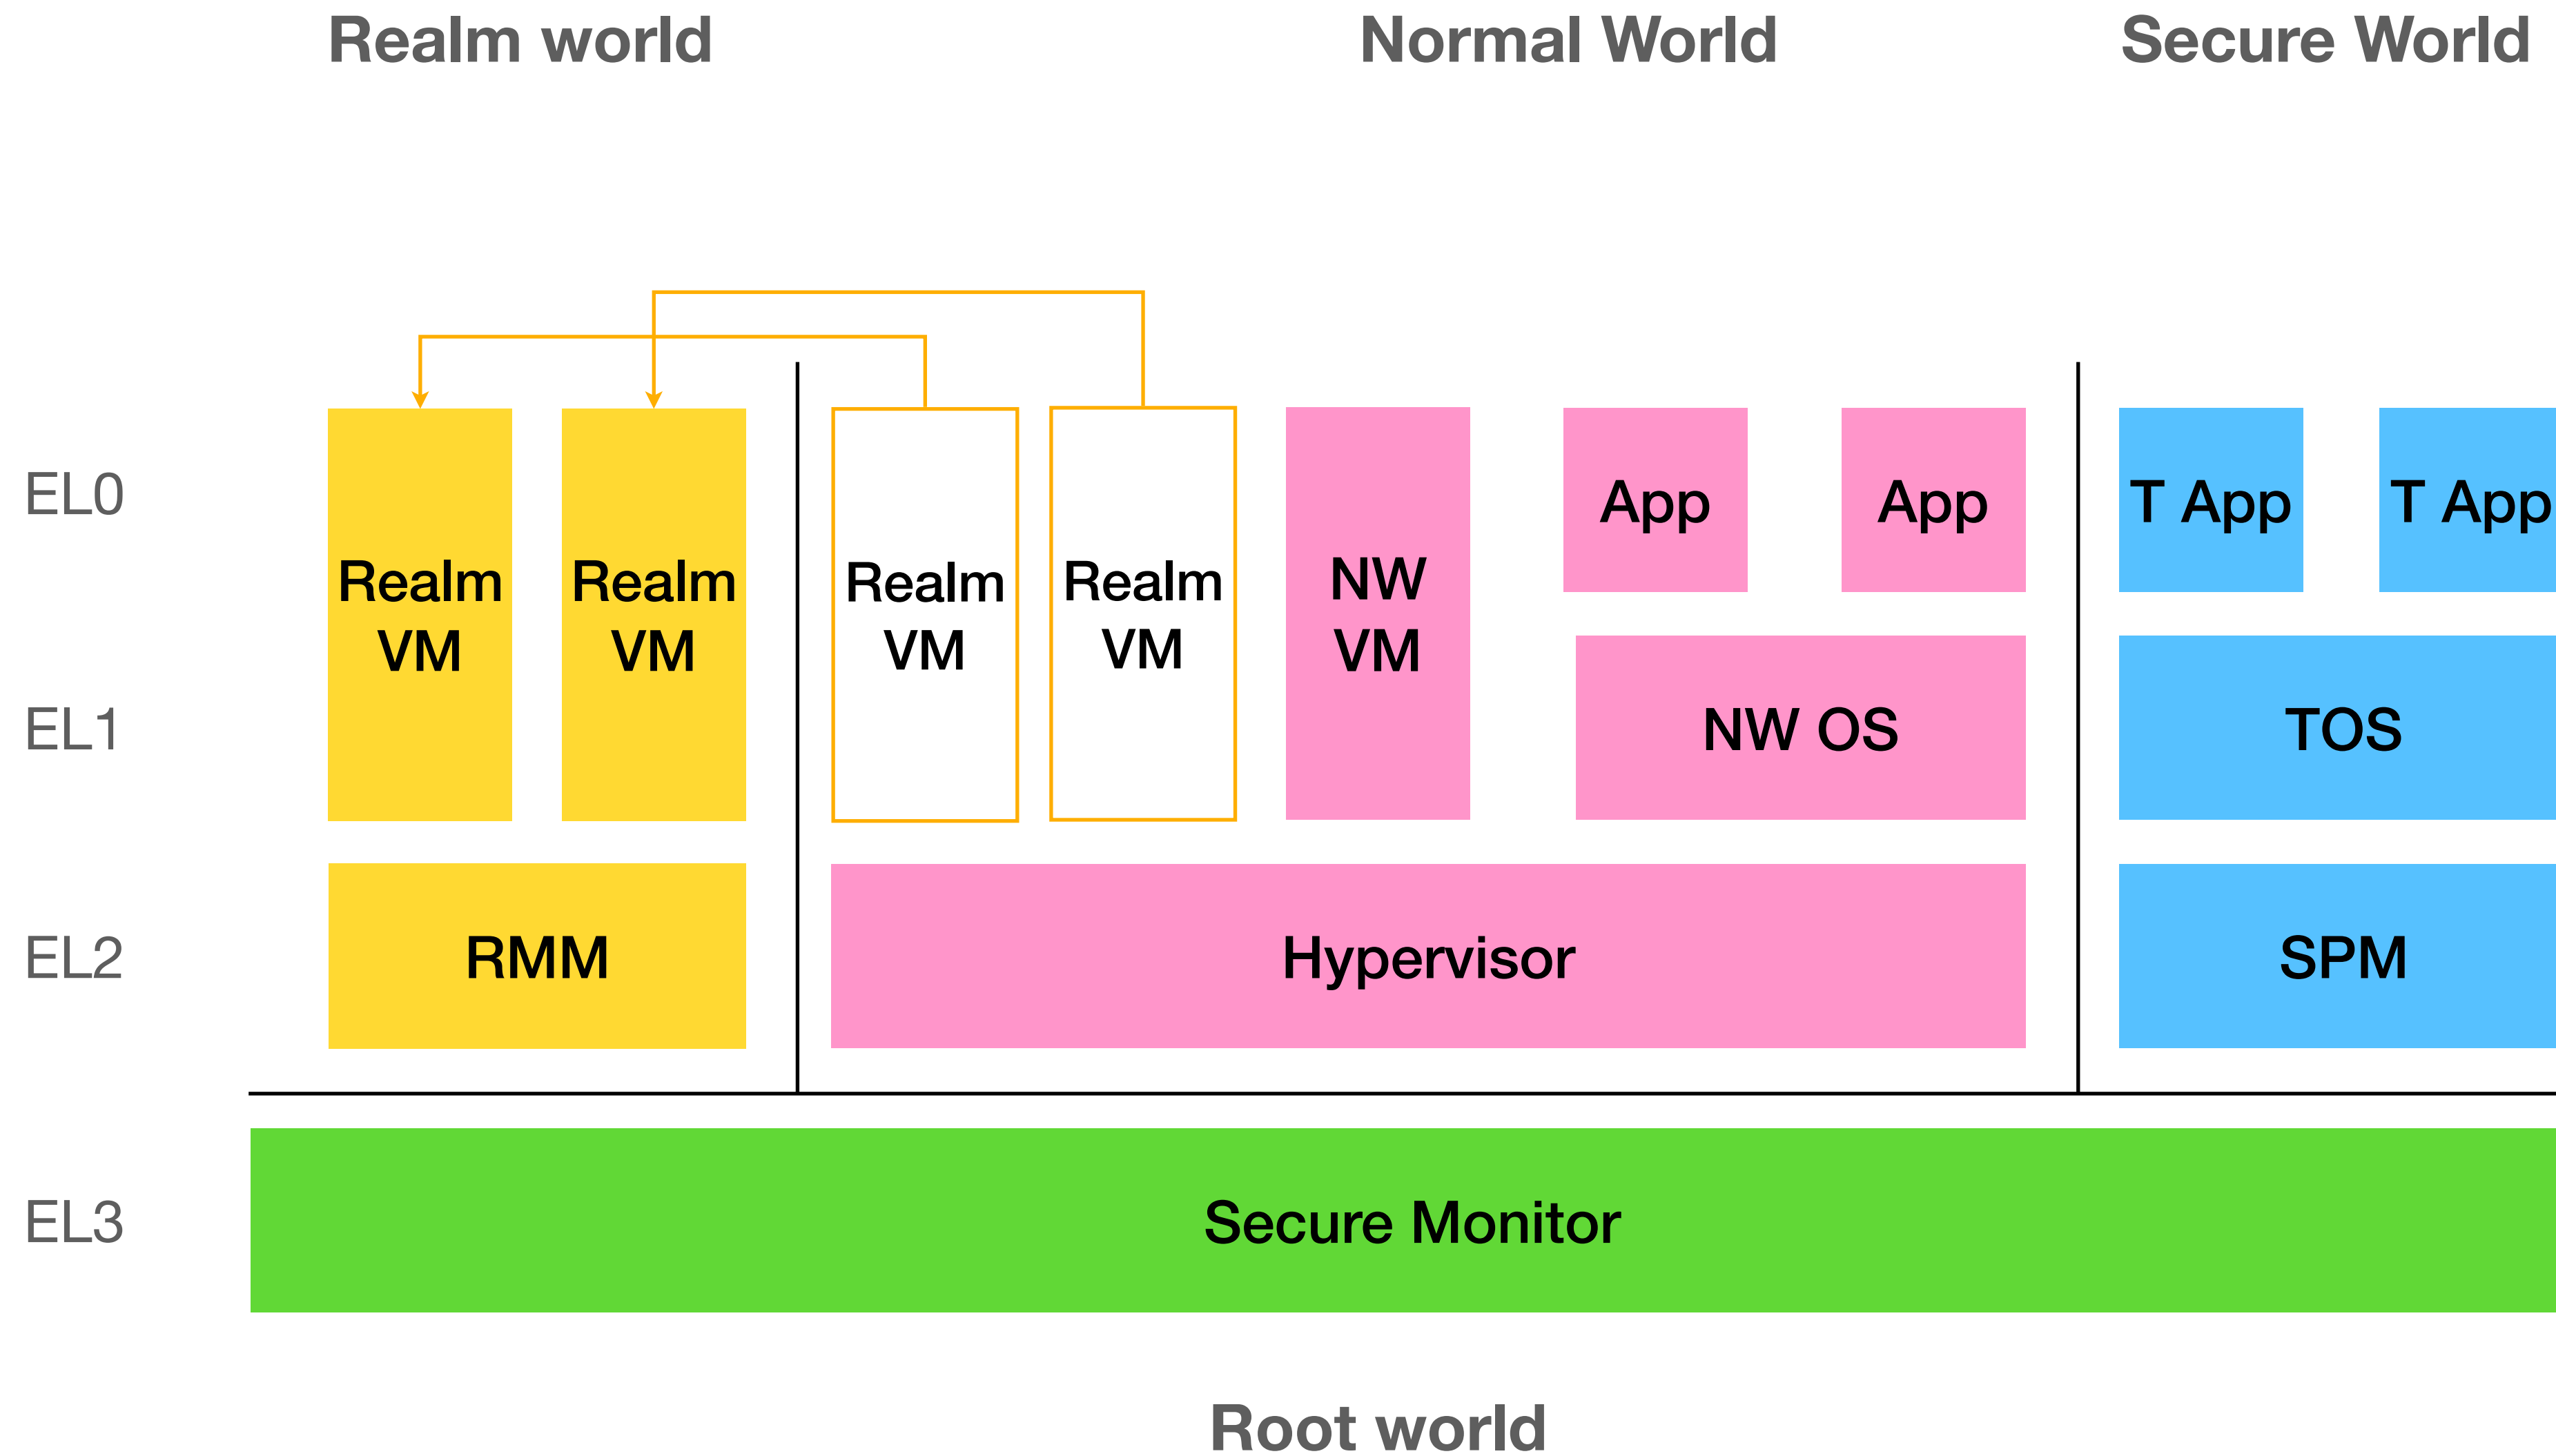 Realm world
Normal World
Secure World
EL0
App
App
T App
T App
Realm
VM
Realm
VM
Realm
VM
Realm
VM
NW
VM
EL1
NW OS
TOS
EL2
RMM
Hypervisor
SPM
EL3
Secure Monitor
Root world